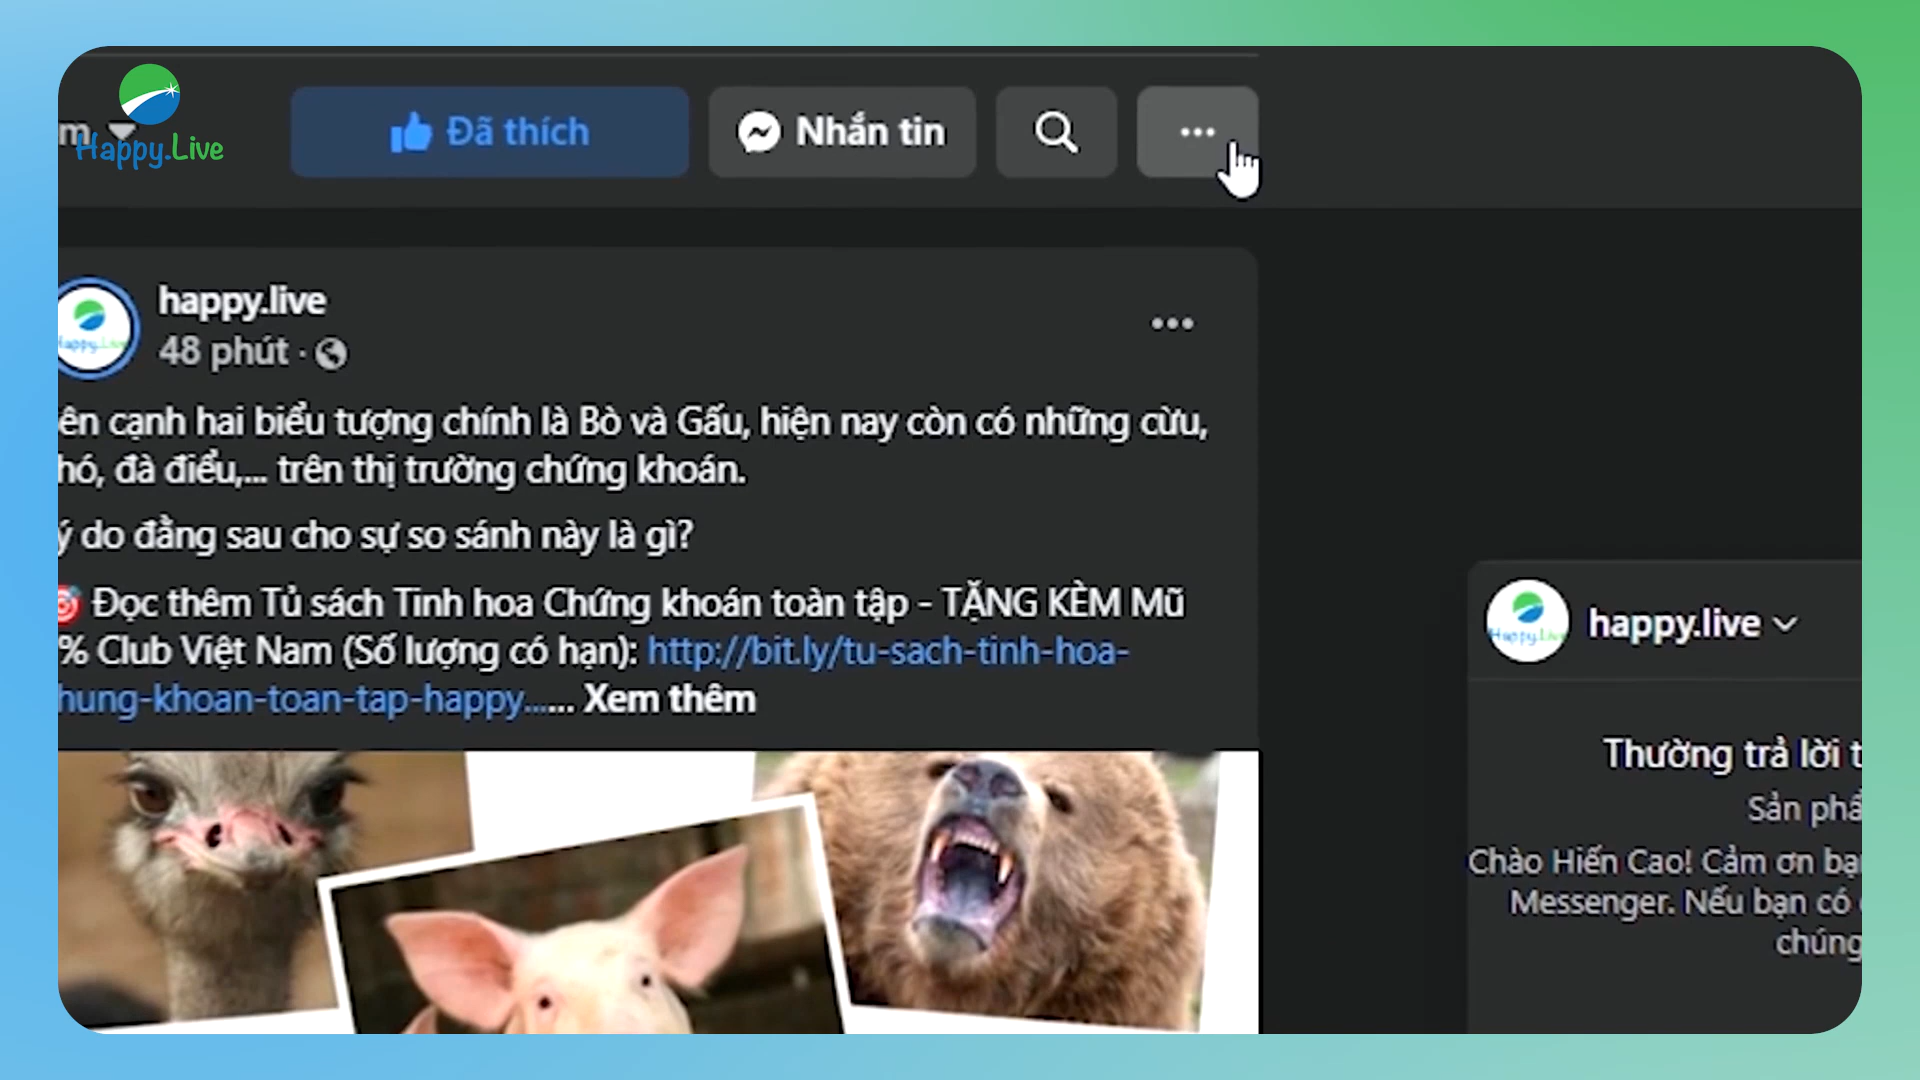 Happy.Live
Đã thích
Nhắn tin
happy.live
48 phút
ên cạnh hai biểu tượng chính là Bò và Gấu, hiện nay còn có những cừu,
hó, đà điểu,... trên thị trường chứng khoán.
ý do đằng sau cho sự so sánh này là gì?
Đọc thêm Tủ sách Tinh hoa Chứng khoán toàn tập - TẶNG KÈM Mũ
% Club Việt Nam (Số lượng có hạn): http://bit.ly/tu-sach-tinh-hoa-
hung-khoan-toan-tap-happy...... Xem thêm
happy.live
Thường trả lời t
Sản phẩ
Chào Hiến Cao! Cảm ơn bạ
Messenger. Nếu bạn có
chúng